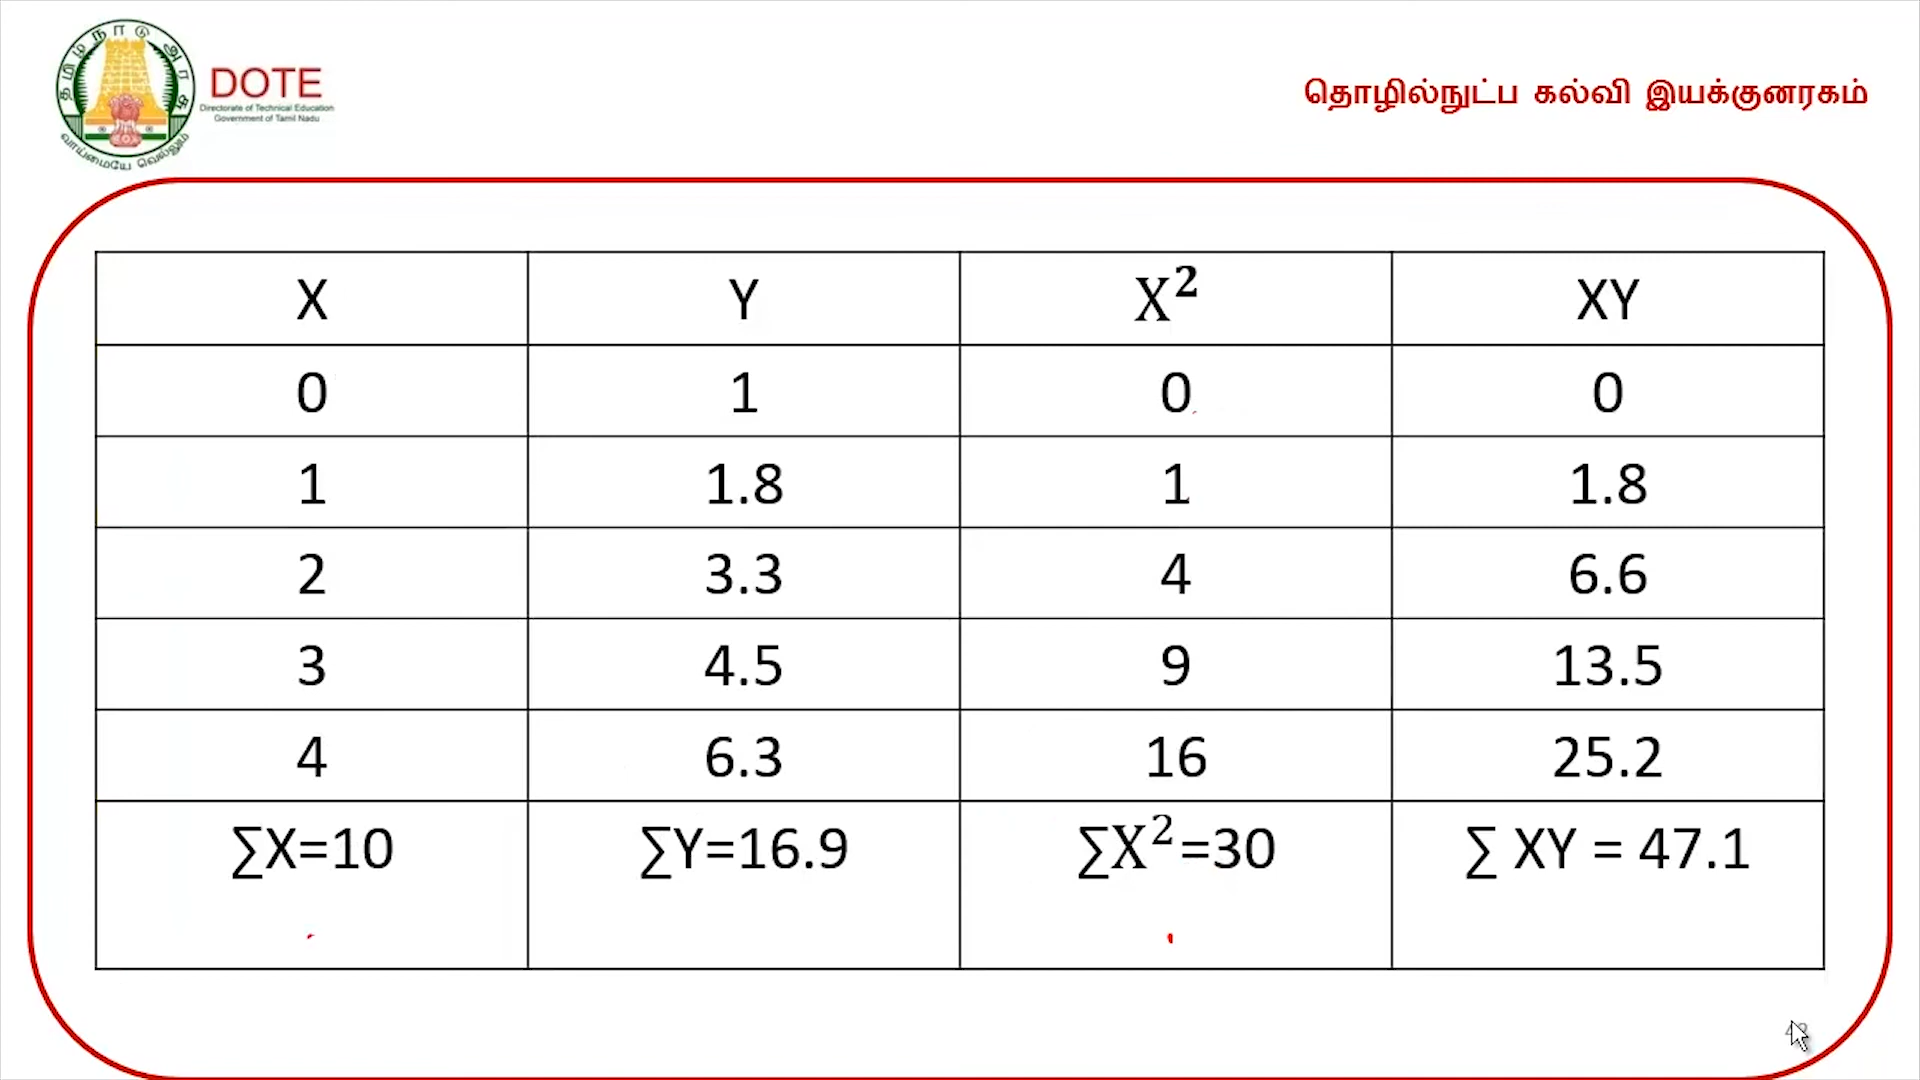 தமிழ்நாடு அரசு
வாய்மையே வெல்லும்
DOTE
Directorate of Technical Education
Government of Tamil Nadu
தொழில்நுட்ப கல்வி இயக்குனரகம்
X Y X² XY
0 1 0 0
1 1.8 1 1.8
2 3.3 4 6.6
3 4.5 9 13.5
4 6.3 16 25.2
∑X=10 ∑Y=16.9 ∑X²=30 ∑ XY = 47.1